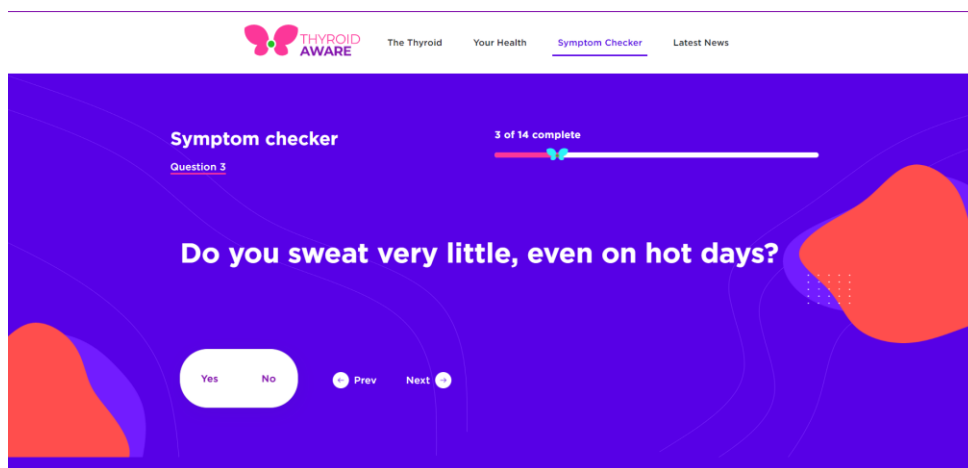 THYROID
AWARE
The Thyroid Your Health Symptom Checker Latest News
Symptom checker
3 of 14 complete
Question 3
Do you sweat very little, even on hot days?
Yes No Prev Next